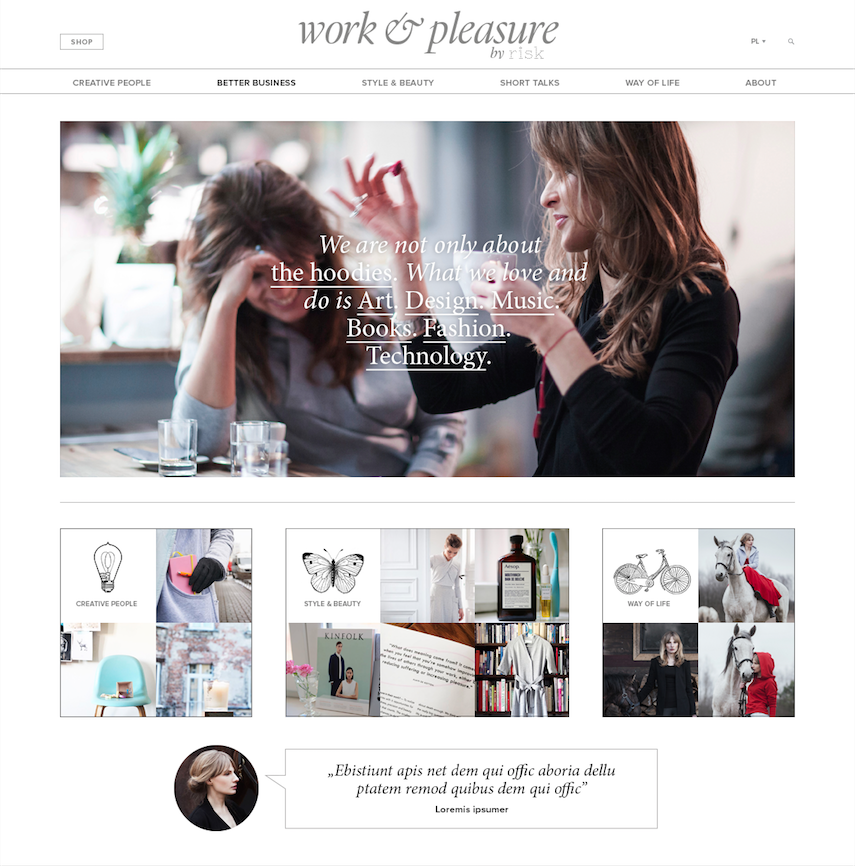 work & pleasure
by risk
SHOP
PL
CREATIVE PEOPLE
BETTER BUSINESS
STYLE & BEAUTY
SHORT TALKS
WAY OF LIFE
ABOUT
We are not only about
the hoodies. What we love and
do is Art. Design. Music.
Books. Fashion.
Technology.
CREATIVE PEOPLE
STYLE & BEAUTY
Aesop.
WAY OF LIFE
KINFOLK
„Ebistiunt apis net dem qui offic aboria dellu
ptatem remod quibus dem qui offic”
Loremis ipsumer